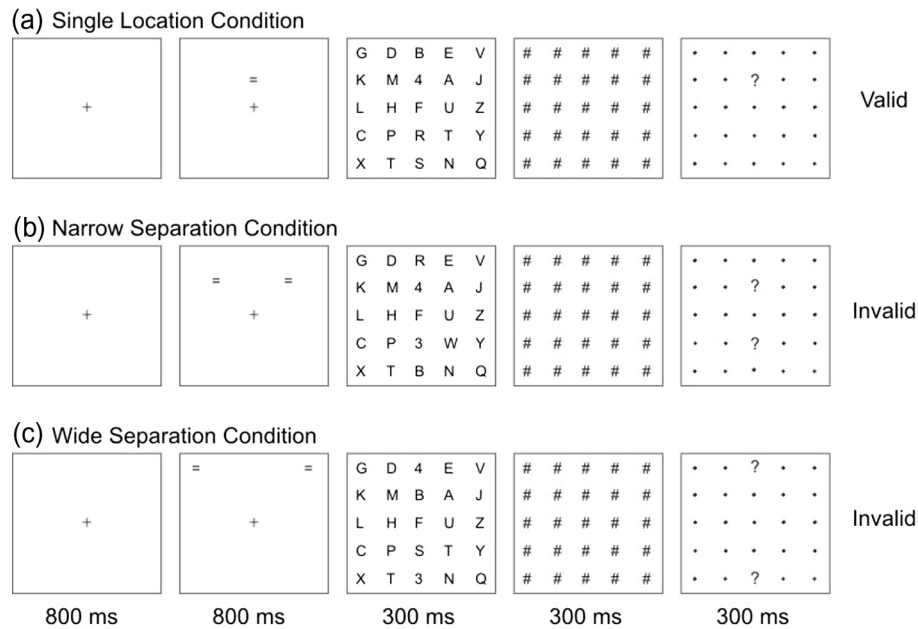 (a) Single Location Condition
+
=
+
G D B E V
K M 4 A J
L H F U Z
C P R T Y
X T S N Q
# # # # #
# # # # #
# # # # #
# # # # #
# # # # #
?
Valid
(b) Narrow Separation Condition
+
= =
+
G D R E V
K M 4 A J
L H F U Z
C P 3 W Y
X T B N Q
# # # # #
# # # # #
# # # # #
# # # # #
# # # # #
?
?
Invalid
(c) Wide Separation Condition
+
= =
+
G D 4 E V
K M B A J
L H F U Z
C P S T Y
X T 3 N Q
# # # # #
# # # # #
# # # # #
# # # # #
# # # # #
?
?
Invalid
800 ms 800 ms 300 ms 300 ms 300 ms